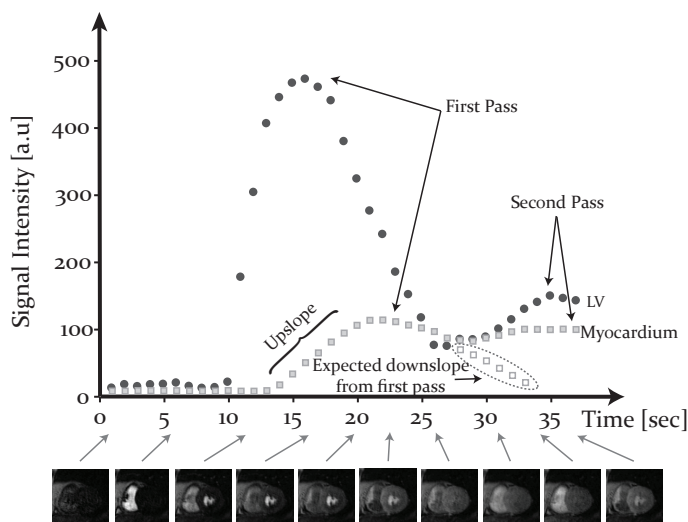 Signal Intensity [a.u]
500
400
300
200
100
0
First Pass
Second Pass
LV
Myocardium
Upslope
Expected downslope
from first pass
0 5 10 15 20 25 30 35 40 Time [sec]